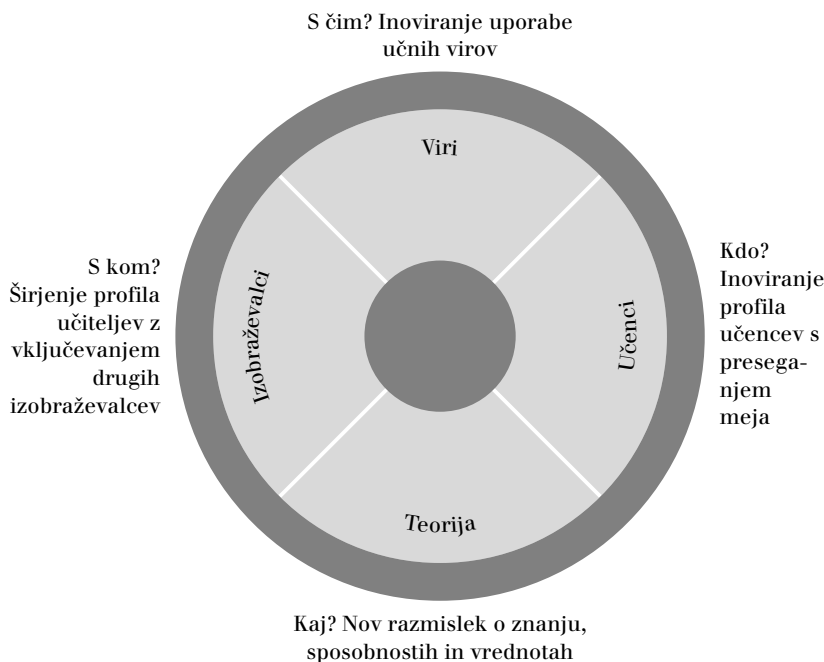 S čim? Inoviranje uporabe
učnih virov
Viri
S kom?
Širjenje profila
učiteljev z
vključevanjem
drugih
izobraževalcev
Izobraževalci
Učenci
Kdo?
Inoviranje
profila
učencev s
presega-
njem
meja
Teorija
Kaj? Nov razmislek o znanju,
sposobnostih in vrednotah